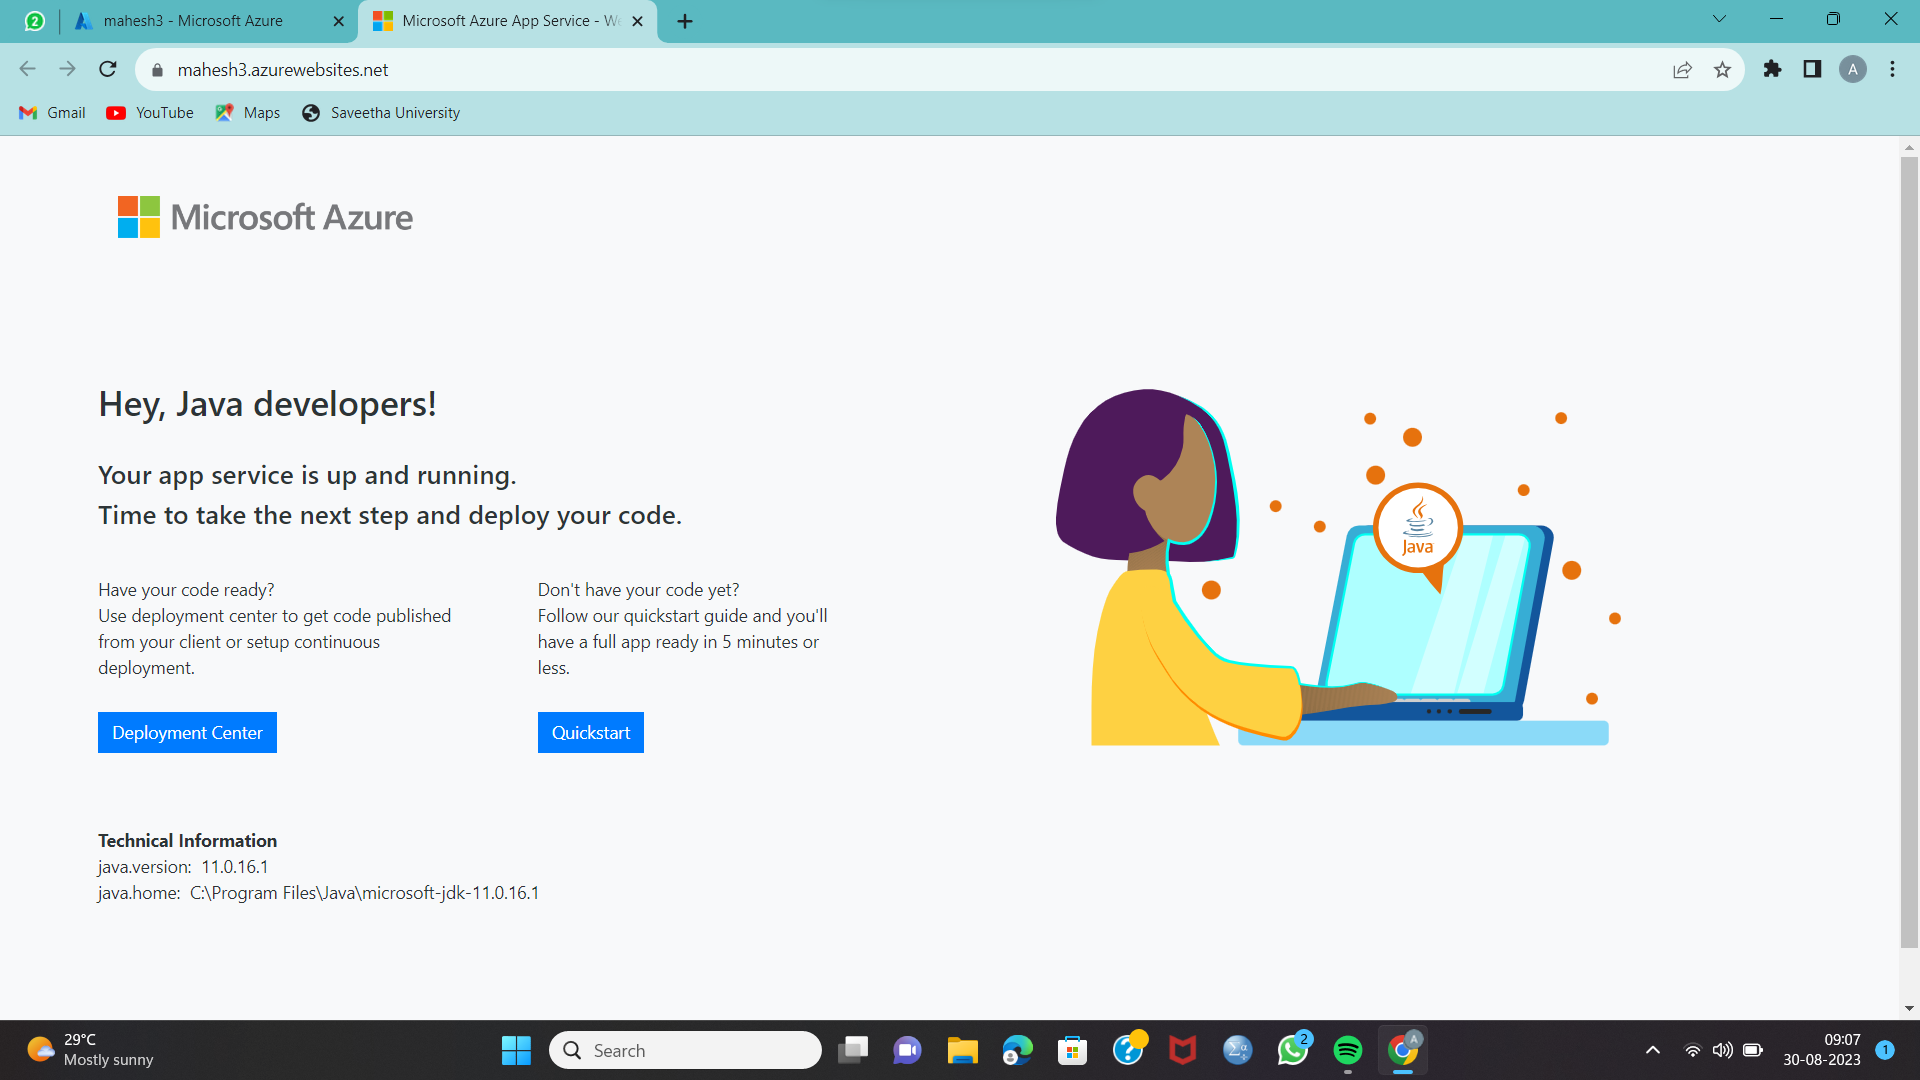 2
mahesh3 - Microsoft Azure
Microsoft Azure App Service - We
mahesh3.azurewebsites.net
A
Gmail
YouTube
Maps
Saveetha University
Microsoft Azure
Hey, Java developers!
Your app service is up and running.
Time to take the next step and deploy your code.
Have your code ready?
Use deployment center to get code published
from your client or setup continuous
deployment.
Deployment Center
Don't have your code yet?
Follow our quickstart guide and you'll
have a full app ready in 5 minutes or
less.
Quickstart
Java
Technical Information
java.version: 11.0.16.1
java.home: C:\Program Files\Java\microsoft-jdk-11.0.16.1
29°C
Mostly sunny
Search
2
A
09:07
30-08-2023
1